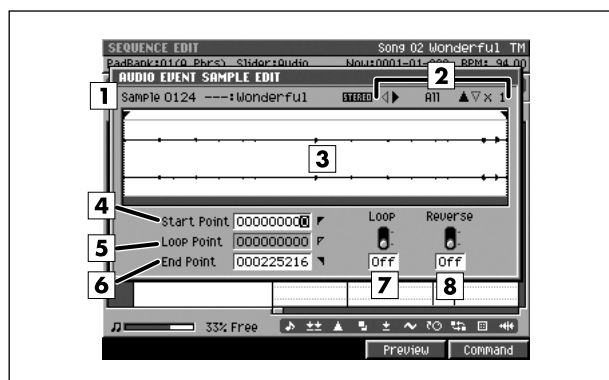 SEQUENCE EDIT Song 02 Wonderful TM
PadBank:01(A Phrs) Slider:Audio Now:0001-01-000 BPM: 94.00
AUDIO EVENT SAMPLE EDIT
2
1
Sample 0124 ---:Wonderful STEREO All x 1
3
4
Start Point 000000000
Loop
Reverse
5
Loop Point 000000000
6
End Point 000225216
Off
Off
7
8
33% Free
Preview
Command